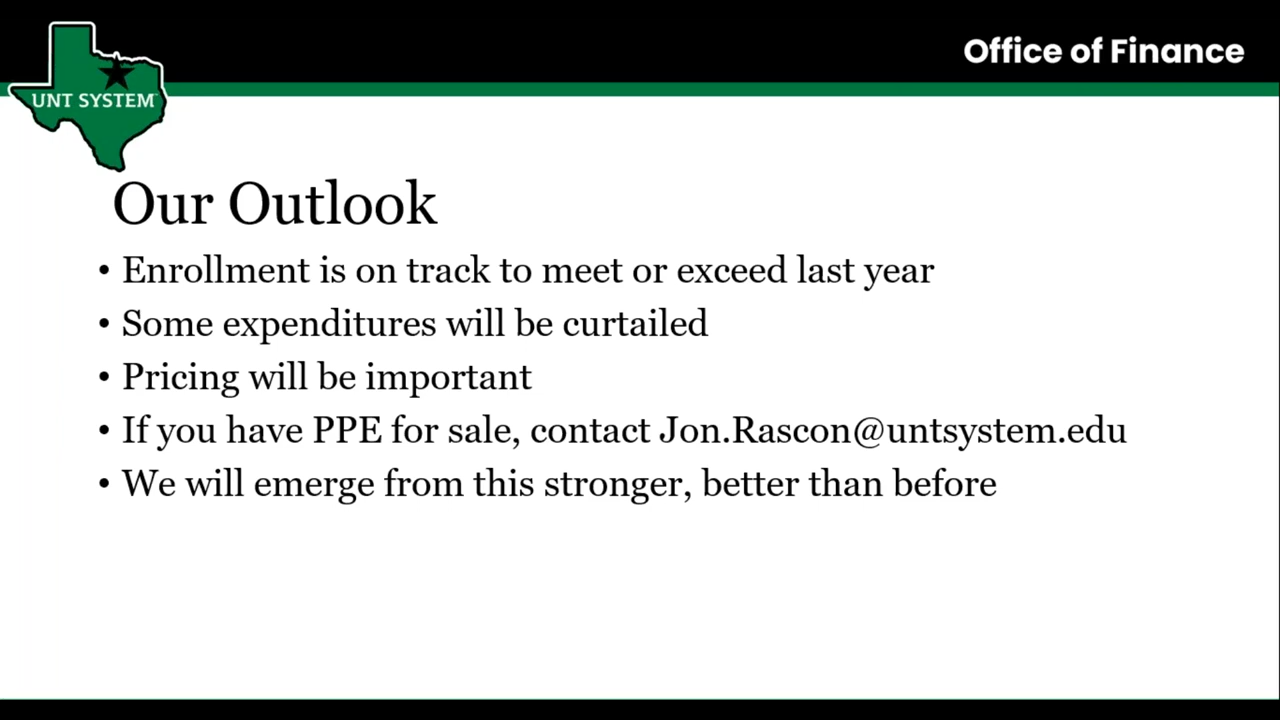 Office of Finance
UNT SYSTEM
Our Outlook
• Enrollment is on track to meet or exceed last year
• Some expenditures will be curtailed
• Pricing will be important
• If you have PPE for sale, contact Jon.Rascon@untsystem.edu
• We will emerge from this stronger, better than before